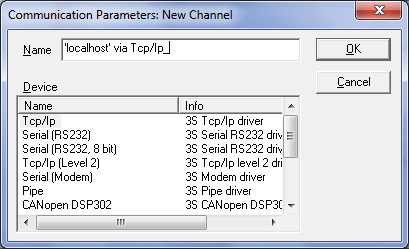 Communication Parameters: New Channel
Name 'localhost' via Tcp/Ip_ OK
Cancel
Device
Name Info
Tcp/Ip 3S Tcp/Ip driver
Serial (RS232) 3S Serial RS232 driv
Serial (RS232, 8 bit) 3S Serial RS232 driv
Tcp/Ip (Level 2) 3S Tcp/Ip level 2 dri
Serial (Modem) 3S Modem driver
Pipe 3S Pipe driver
CANopen DSP302 3S CANopen DSP30